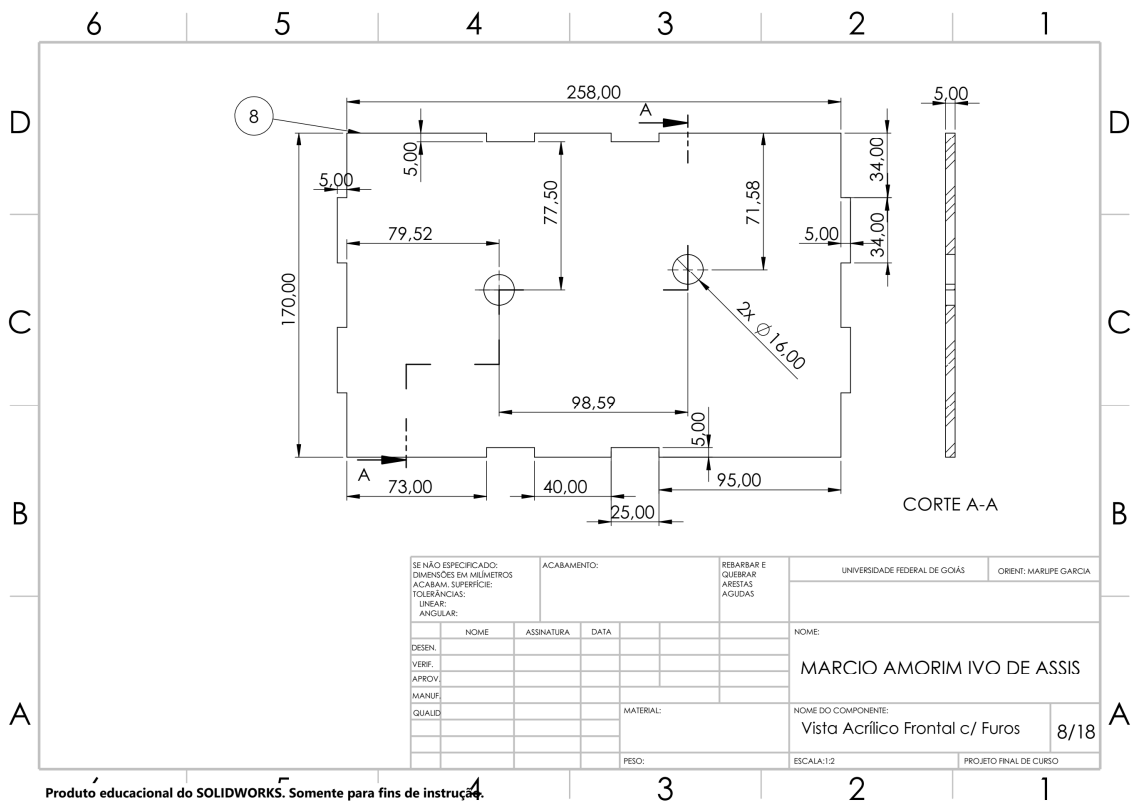 6 5 4 3 2 1
D D
C C
B B
A A
8
258,00
A
5,00
5,00
5,00
77,50
71,58
34,00
34,00
5,00
79,52
170,00
2x Ø 16,00
98,59
5,00
A
73,00
40,00
95,00
25,00
CORTE A-A
SE NÃO ESPECIFICADO:
DIMENSÕES EM MILÍMETROS
ACABAM. SUPERFÍCIE:
TOLERÂNCIAS:
LINEAR:
ANGULAR:
ACABAMENTO:
REBARBAR E
QUEBRAR
ARESTAS
AGUDAS
UNIVERSIDADE FEDERAL DE GOIÁS
ORIENT: MARLIPE GARCIA
NOME ASSINATURA DATA
DESEN.
VERIF.
APROV.
MANUF.
QUALID
NOME:
MARCIO AMORIM IVO DE ASSIS
MATERIAL:
NOME DO COMPONENTE:
Vista Acrílico Frontal c/ Furos
8/18
PESO:
ESCALA:1:2
PROJETO FINAL DE CURSO
6 5 4 3 2 1
Produto educacional do SOLIDWORKS. Somente para fins de instrução.